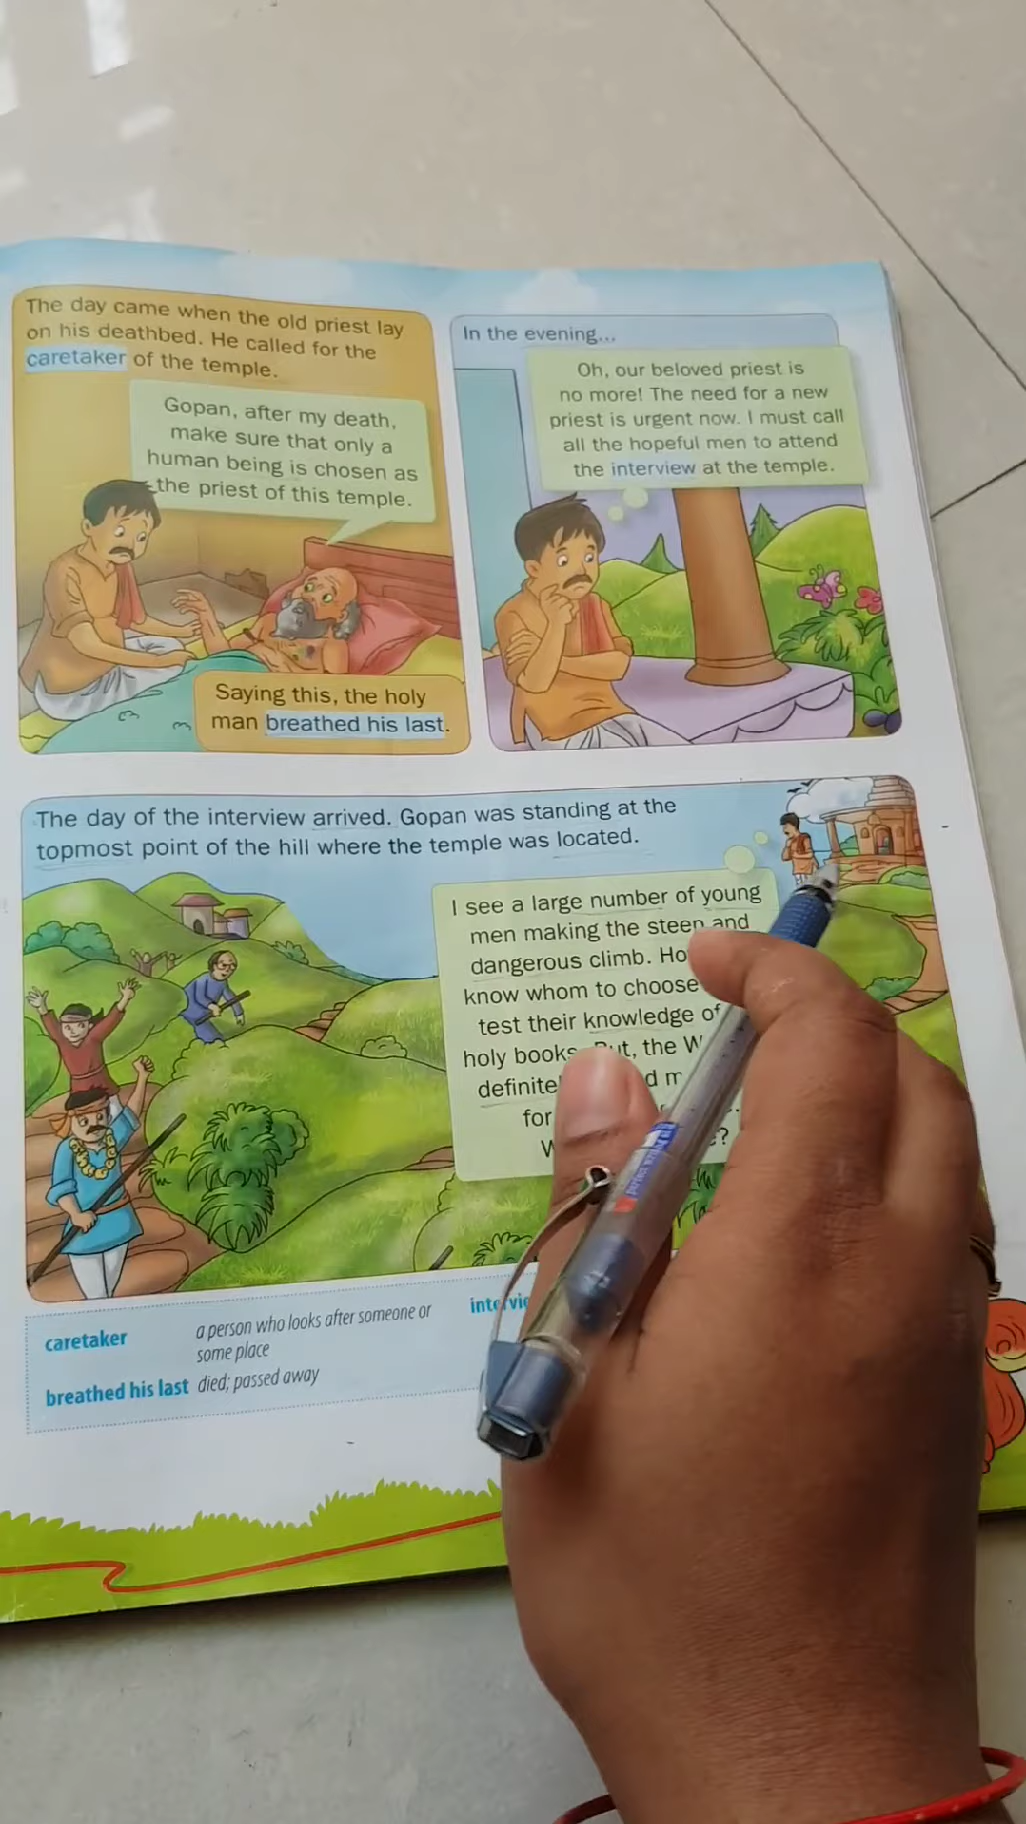 The day came when the old priest lay
on his deathbed. He called for the
caretaker of the temple.
Gopan, after my death,
make sure that only a
human being is chosen as
the priest of this temple.
Saying this, the holy
man breathed his last.
In the evening...
Oh, our beloved priest is
no more! The need for a new
priest is urgent now. I must call
all the hopeful men to attend
the interview at the temple.
The day of the interview arrived. Gopan was standing at the
topmost point of the hill where the temple was located.
I see a large number of young
men making the steep and
dangerous climb.
know whom to choose
test their knowledge of
holy books. But, the
for
caretaker a person who looks after someone or
some place
breathed his last died; passed away